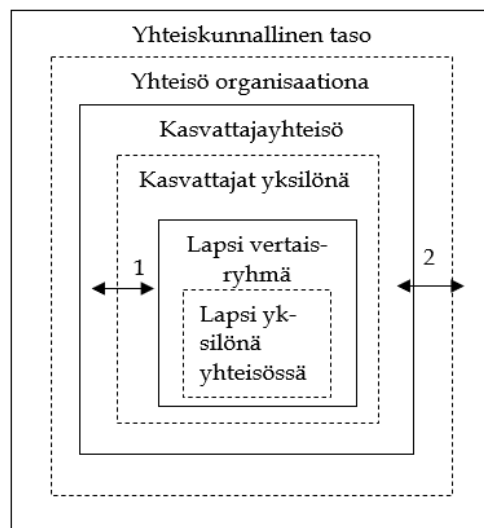 Yhteiskunnallinen taso
Yhteisö organisaationa
Kasvattajayhteisö
Kasvattajat yksilönä
Lapsi vertais-
ryhmä
1
2
Lapsi yk-
silönä
yhteisössä